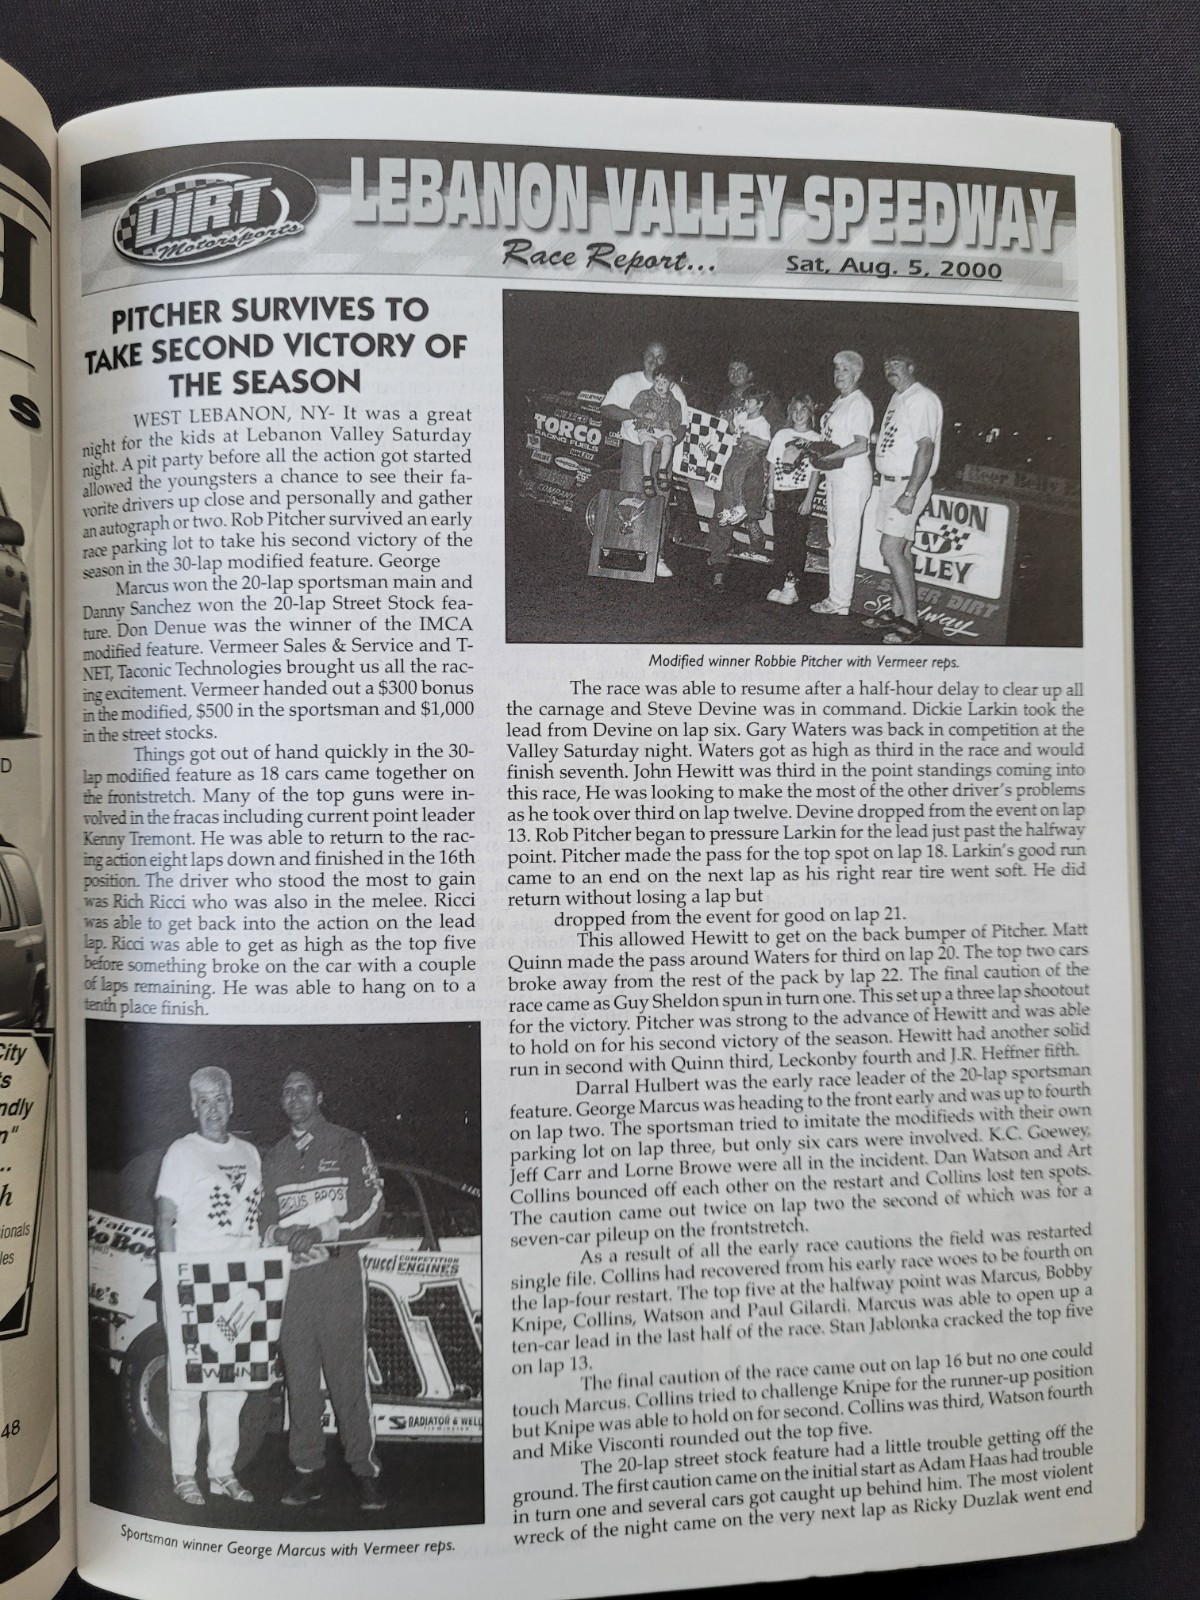 DIRT
Motorsports
LEBANON VALLEY SPEEDWAY
Race Report...
Sat, Aug. 5, 2000
PITCHER SURVIVES TO
TAKE SECOND VICTORY OF
THE SEASON
WEST LEBANON, NY- It was a great
night for the kids at Lebanon Valley Saturday
night. A pit party before all the action got started
allowed the youngsters a chance to see their fa-
vorite drivers up close and personally and gather
an autograph or two. Rob Pitcher survived an early
race parking lot to take his second victory of the
season in the 30-lap modified feature. George
Marcus won the 20-lap sportsman main and
Danny Sanchez won the 20-lap Street Stock fea-
ture. Don Denue was the winner of the IMCA
modified feature. Vermeer Sales & Service and T-
NET, Taconic Technologies brought us all the rac-
ing excitement. Vermeer handed out a $300 bonus
in the modified, $500 in the sportsman and $1,000
in the street stocks.
Things got out of hand quickly in the 30-
lap modified feature as 18 cars came together on
the frontstretch. Many of the top guns were in-
volved in the fracas including current point leader
Kenny Tremont. He was able to return to the rac-
ing action eight laps down and finished in the 16th
position. The driver who stood the most to gain
was Rich Ricci who was also in the melee. Ricci
was able to get back into the action on the lead
lap. Ricci was able to get as high as the top five
before something broke on the car with a couple
of laps remaining. He was able to hang on to a
tenth place finish.
FEATURE
WINNER
MARCUS BROS
COMPETITION
ENGINES
RADIATOR & WELD
Sportsman winner George Marcus with Vermeer reps.
TORCO
RACING FUELS
ANON
LV
LLEY
SUPER DIRT
Speedway
Modified winner Robbie Pitcher with Vermeer reps.
The race was able to resume after a half-hour delay to clear up all
the carnage and Steve Devine was in command. Dickie Larkin took the
lead from Devine on lap six. Gary Waters was back in competition at the
Valley Saturday night. Waters got as high as third in the race and would
finish seventh. John Hewitt was third in the point standings coming into
this race, He was looking to make the most of the other driver's problems
as he took over third on lap twelve. Devine dropped from the event on lap
13. Rob Pitcher began to pressure Larkin for the lead just past the halfway
point. Pitcher made the pass for the top spot on lap 18. Larkin's good run
came to an end on the next lap as his right rear tire went soft. He did
return without losing a lap but
dropped from the event for good on lap 21.
This allowed Hewitt to get on the back bumper of Pitcher. Matt
Quinn made the pass around Waters for third on lap 20. The top two cars
broke away from the rest of the pack by lap 22. The final caution of the
race came as Guy Sheldon spun in turn one. This set up a three lap shootout
for the victory. Pitcher was strong to the advance of Hewitt and was able
to hold on for his second victory of the season. Hewitt had another solid
run in second with Quinn third, Leckonby fourth and J.R. Heffner fifth.
Darral Hulbert was the early race leader of the 20-lap sportsman
feature. George Marcus was heading to the front early and was up to fourth
on lap two. The sportsman tried to imitate the modifieds with their own
parking lot on lap three, but only six cars were involved. K.C. Goewey,
Jeff Carr and Lorne Browe were all in the incident. Dan Watson and Art
Collins bounced off each other on the restart and Collins lost ten spots.
The caution came out twice on lap two the second of which was for a
seven-car pileup on the frontstretch.
As a result of all the early race cautions the field was restarted
single file. Collins had recovered from his early race woes to be fourth on
the lap-four restart. The top five at the halfway point was Marcus, Bobby
Knipe, Collins, Watson and Paul Gilardi. Marcus was able to open up a
ten-car lead in the last half of the race. Stan Jablonka cracked the top five
on lap 13.
The final caution of the race came out on lap 16 but no one could
touch Marcus. Collins tried to challenge Knipe for the runner-up position
but Knipe was able to hold on for second. Collins was third, Watson fourth
and Mike Visconti rounded out the top five.
The 20-lap street stock feature had a little trouble getting off the
ground. The first caution came on the initial start as Adam Haas had trouble
in turn one and several cars got caught up behind him. The most violent
wreck of the night came on the very next lap as Ricky Duzlak went end
48